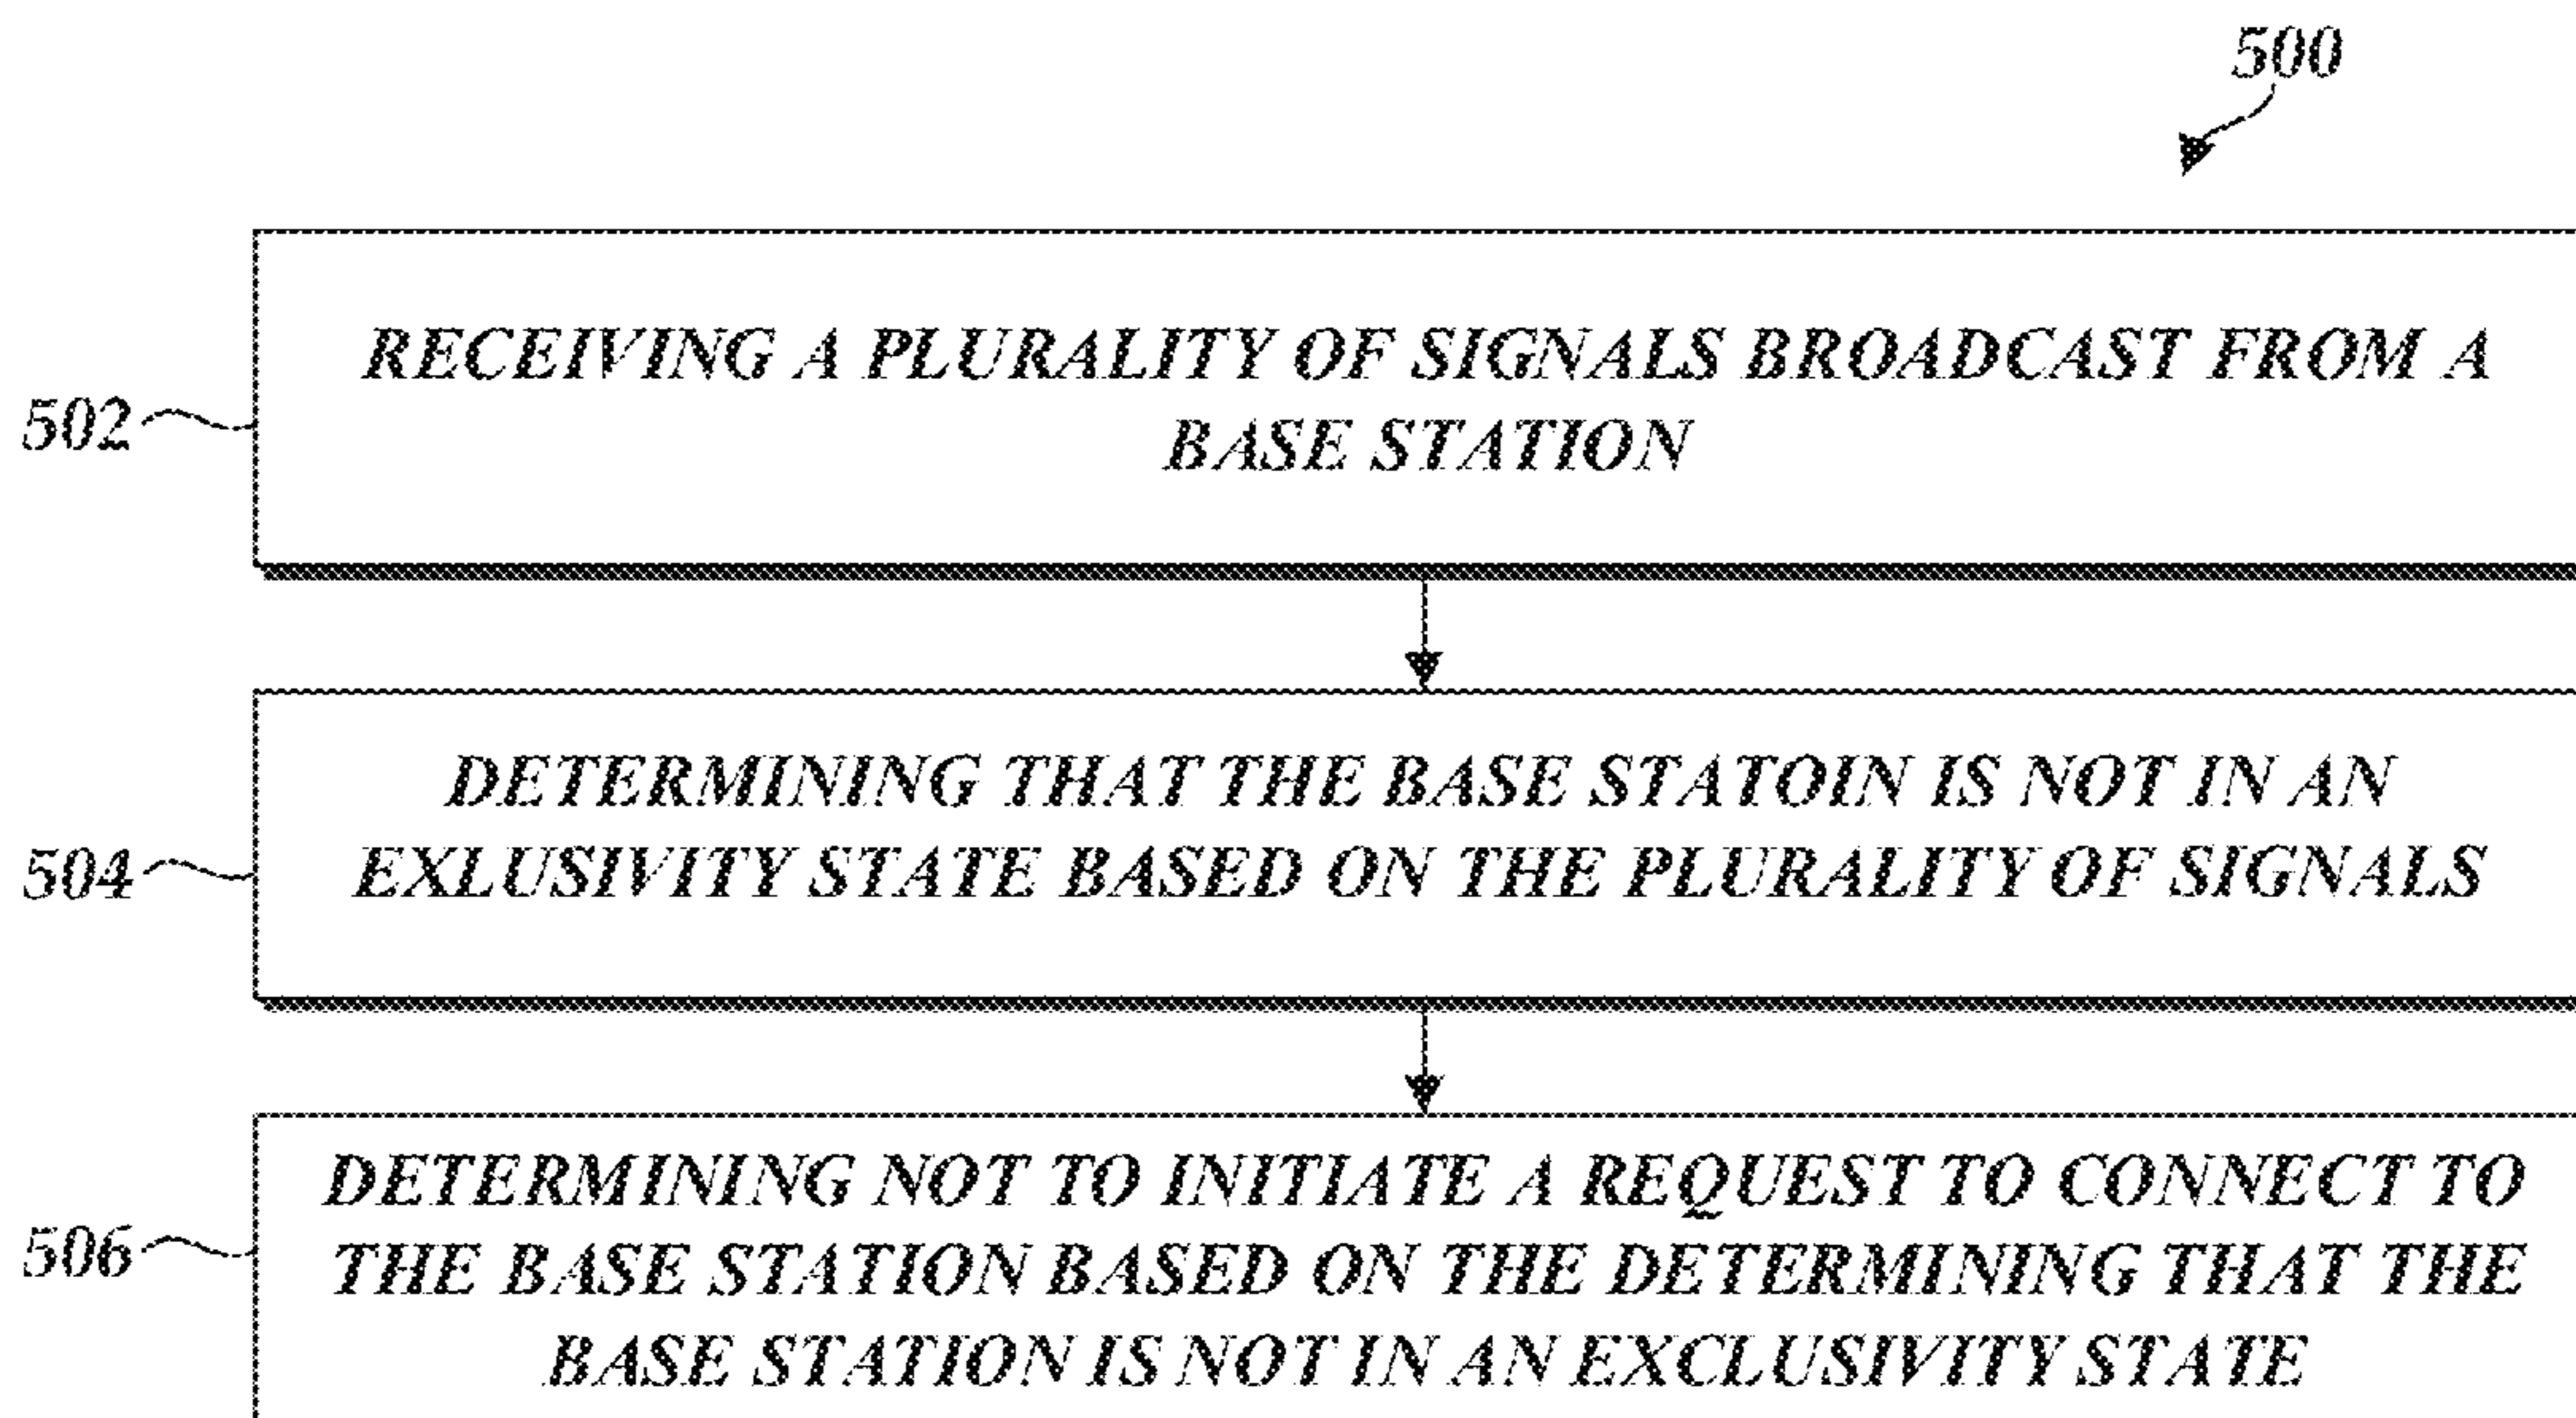 500
502
RECEIVING A PLURALITY OF SIGNALS BROADCAST FROM A
BASE STATION
504
DETERMINING THAT THE BASE STATOIN IS NOT IN AN
EXLUSIVITY STATE BASED ON THE PLURALITY OF SIGNALS
506
DETERMINING NOT TO INITIATE A REQUEST TO CONNECT TO
THE BASE STATION BASED ON THE DETERMINING THAT THE
BASE STATION IS NOT IN AN EXCLUSIVITY STATE